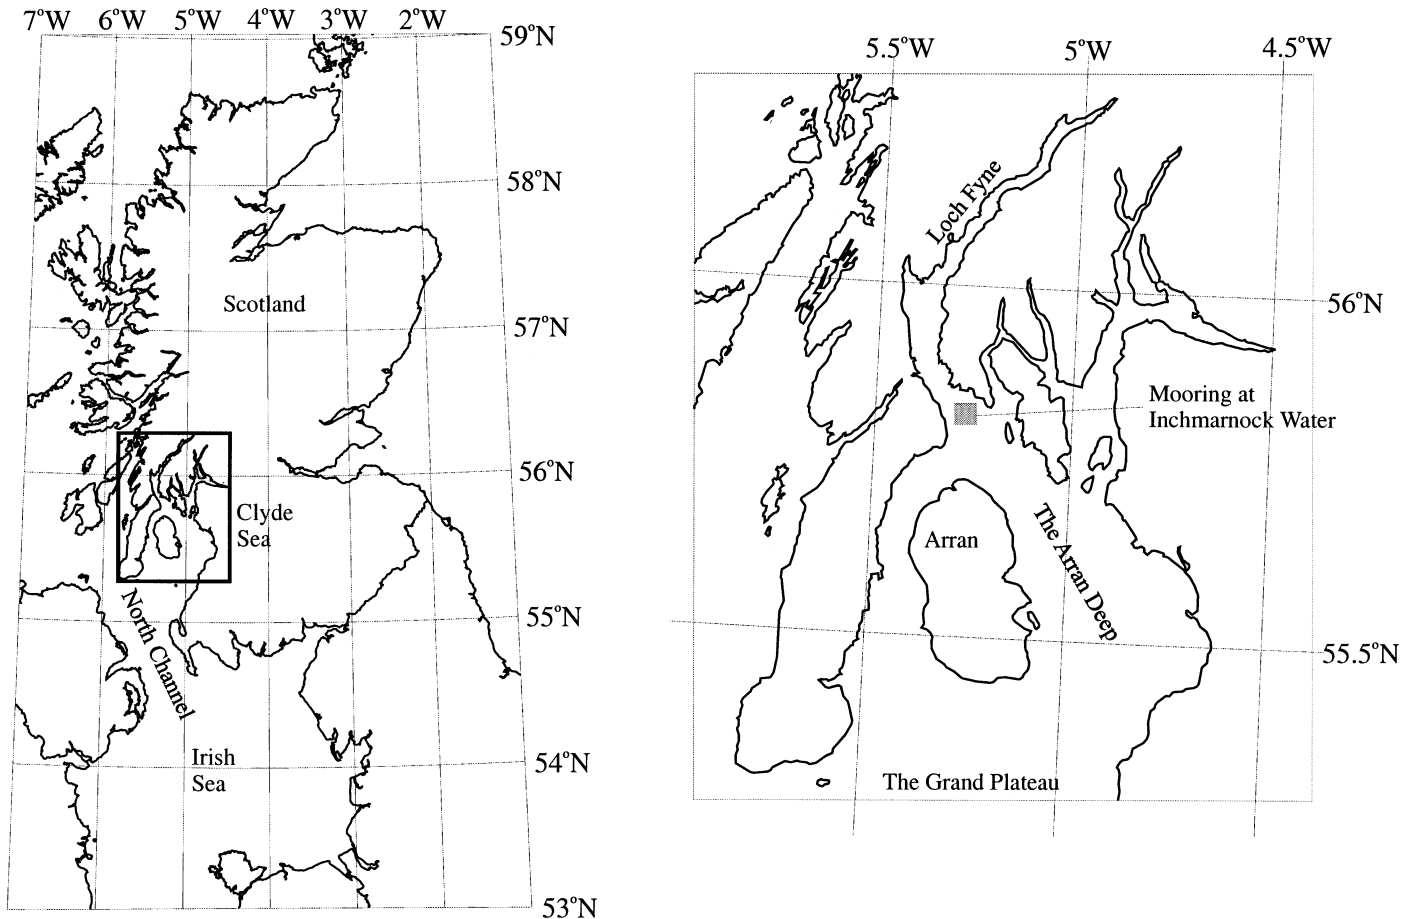 7°W 6°W 5°W 4°W 3°W 2°W
59°N
58°N
Scotland
57°N
56°N
Clyde
Sea
55°N
North Channel
Irish
Sea
54°N
53°N
5.5°W 5°W 4.5°W
Loch Fyne
56°N
Mooring at
Inchmarnock Water
Arran
The Arran Deep
55.5°N
The Grand Plateau